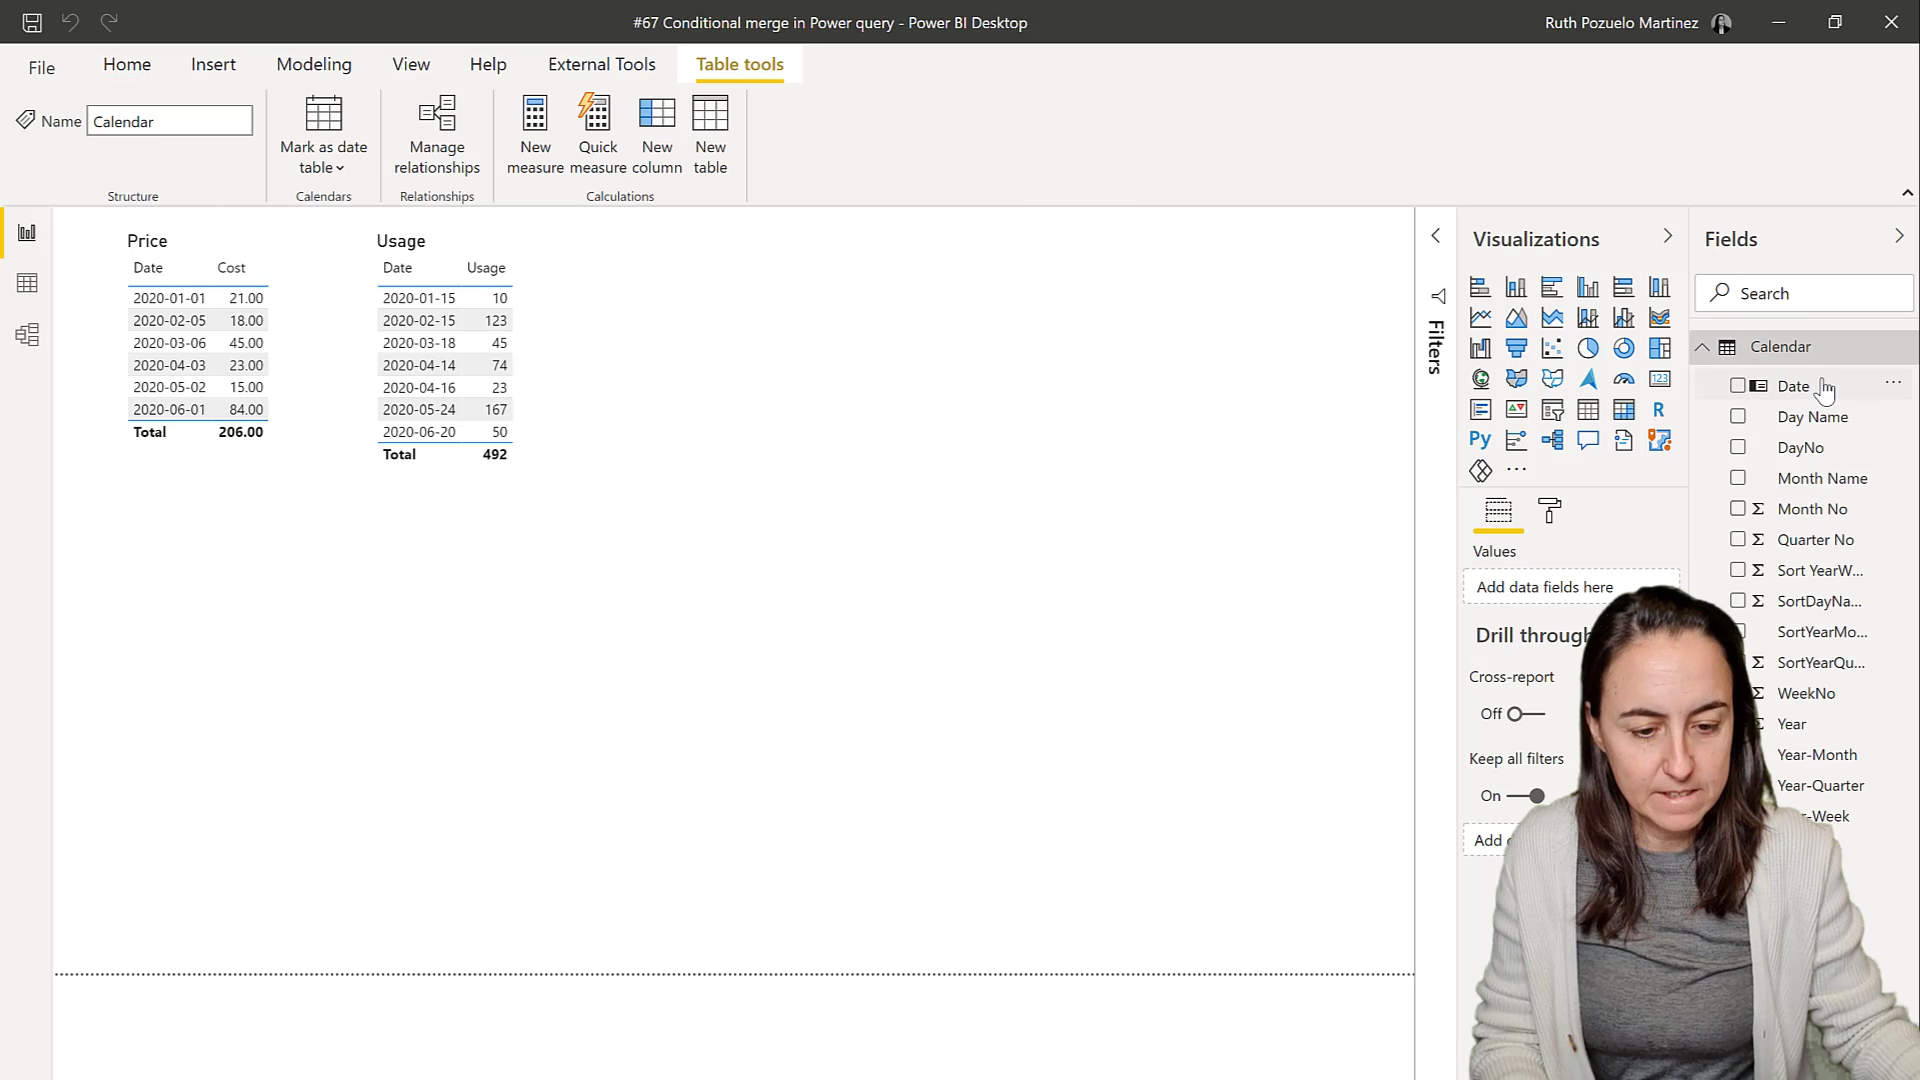 #67 Conditional merge in Power query - Power BI Desktop
Ruth Pozuelo Martinez
File
Home
Insert
Modeling
View
Help
External Tools
Table tools
Name
Calendar
Mark as date
table
Manage
relationships
New
measure
Quick
measure
New
column
New
table
Structure
Calendars
Relationships
Calculations
Price
Date Cost
2020-01-01 21.00
2020-02-05 18.00
2020-03-06 45.00
2020-04-03 23.00
2020-05-02 15.00
2020-06-01 84.00
Total 206.00
Usage
Date Usage
2020-01-15 10
2020-02-15 123
2020-03-18 45
2020-04-14 74
2020-04-16 23
2020-05-24 167
2020-06-20 50
Total 492
Filters
Visualizations
123
R
Py
Values
Add data fields here
Drill through
Cross-report
Off
Keep all filters
On
Add
Fields
Search
Calendar
Date
Day Name
DayNo
Month Name
Σ Month No
Σ Quarter No
Σ Sort YearW...
Σ SortDayNa...
SortYearMo...
Σ SortYearQu...
Σ WeekNo
Σ Year
Year-Month
Year-Quarter
-Week